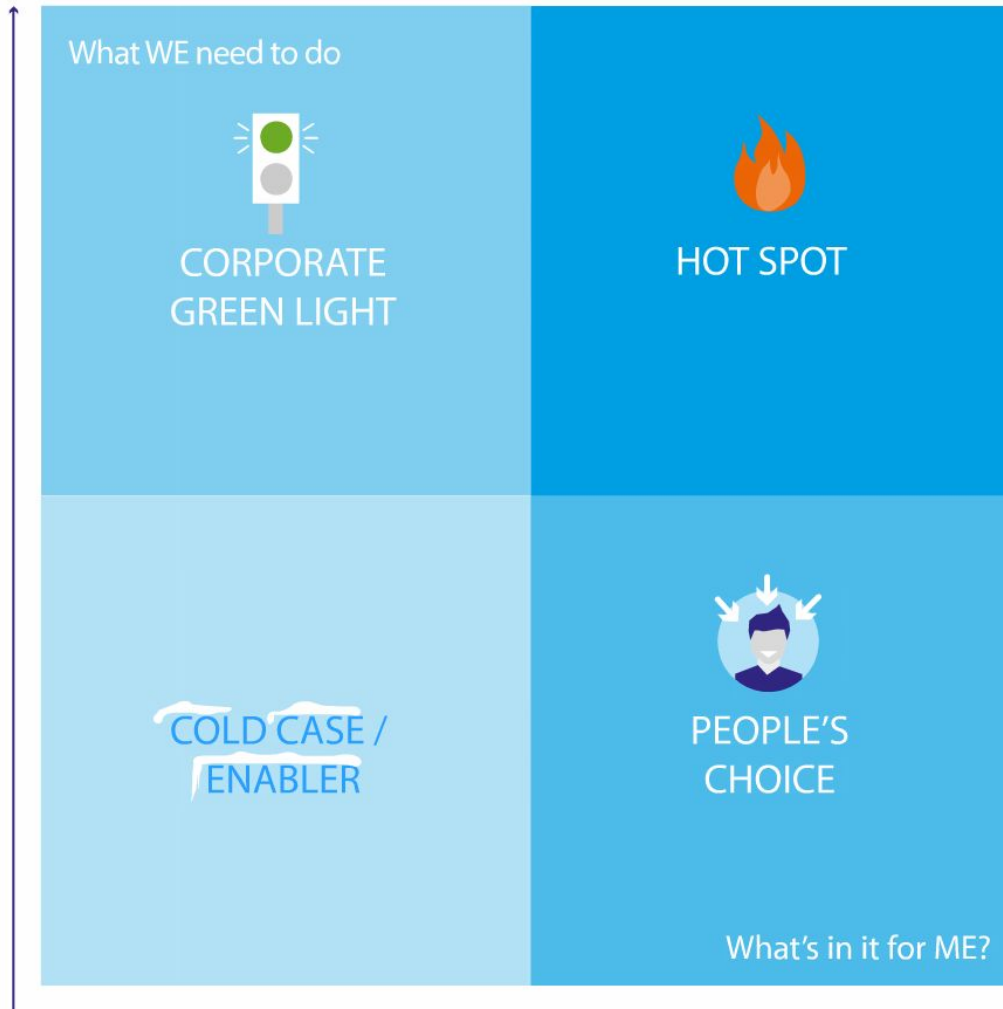 What WE need to do
CORPORATE
GREEN LIGHT
HOT SPOT
COLD CASE /
ENABLER
PEOPLE'S
CHOICE
What's in it for ME?